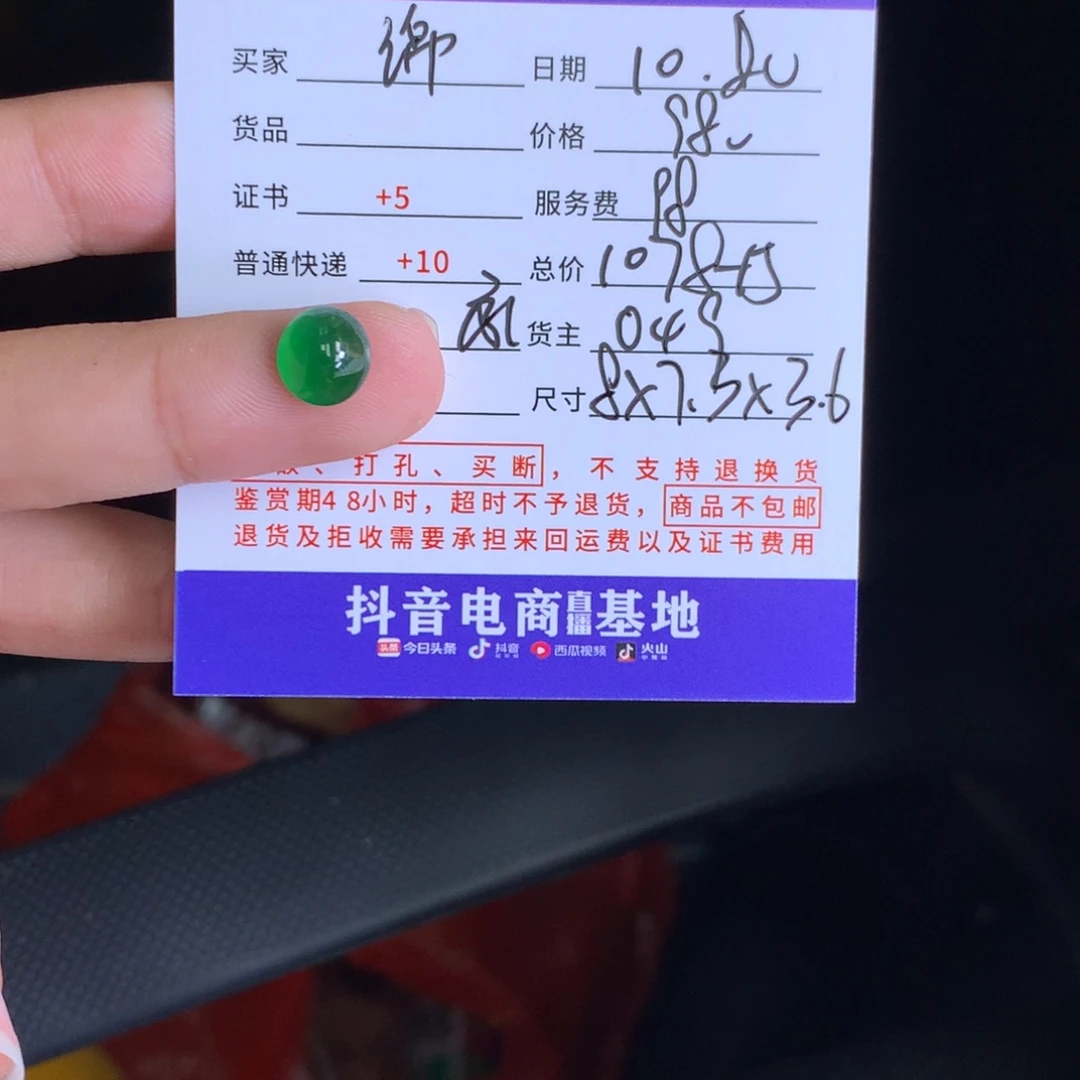 买家 日期 10.20
货品 价格 980
证书 +5 服务费 98
普通快递 +10 总价 1078
货主 045
尺寸 8x7.5x3.6
、打孔、买断，不支持退换货
鉴赏期48小时，超时不予退货，商品不包邮
退货及拒收需要承担来回运费以及证书费用
抖音电商直播基地
头条 今日头条 抖音 西瓜视频 火山